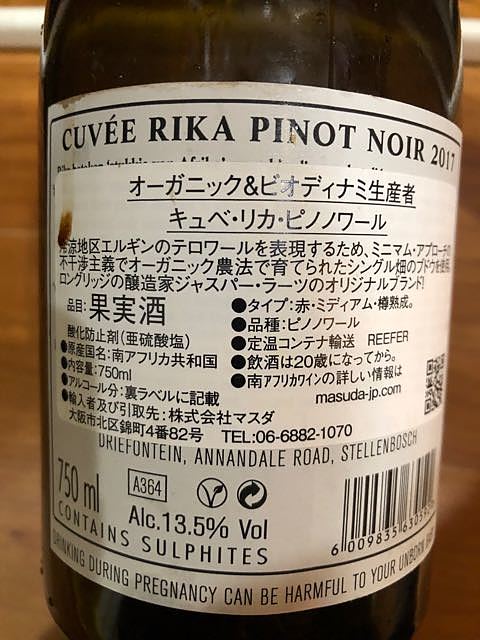 CUVÉE RIKA PINOT NOIR 2017
オーガニック&ビオディナミ生産者
キュベ・リカ・ピノノワール
涼地区エルギンのテロワールを表現するため、ミニマム・アプローチの
不干渉主義でオーガニック農法で育てられたシングル畑のブドウを使用。
ロングリッジの醸造家ジャスパー・ラーツのオリジナルブランド!
品目:果実酒
酸化防止剤(亜硫酸塩)
●原産国名:南アフリカ共和国
●内容量:750ml
●アルコール分:裏ラベルに記載
●輸入者及び引取先:株式会社マスダ
大阪市北区錦町4番82号 TEL:06-6882-1070
●タイプ:赤・ミディアム・樽熟成。
●品種:ピノノワール
●定温コンテナ輸送 REEFER
●飲酒は20歳になってから。
●南アフリカワインの詳しい情報は
masuda-jp.com
DRIEFONTEIN, ANNANDALE ROAD, STELLENBOSCH
750 ml
A364
V
Alc.13.5% Vol
CONTAINS SULPHITES
6 009835 6305
DRINKING DURING PREGNANCY CAN BE HARMFUL TO YOUR UNBORN